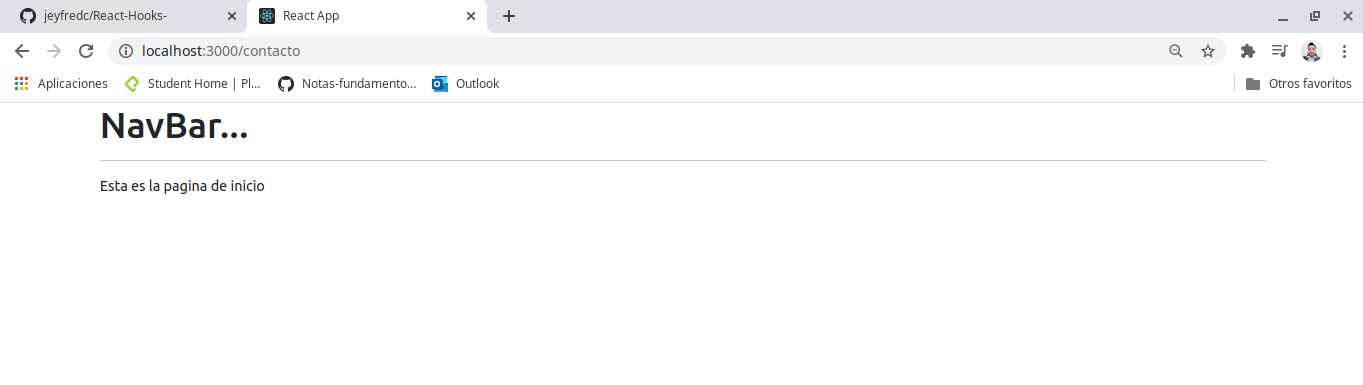 jeyfredc/React-Hooks-
React App
localhost:3000/contacto
Aplicaciones
Student Home | Pl...
Notas-fundamento...
Outlook
Otros favoritos
NavBar...
Esta es la pagina de inicio